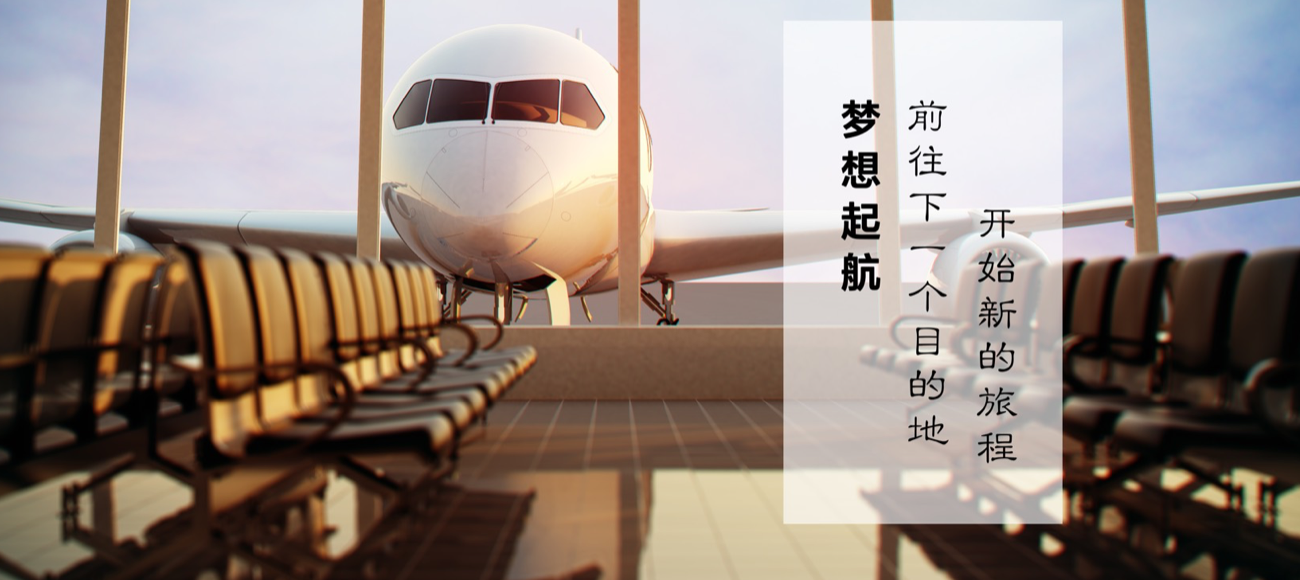 梦想起航
前往下一个目的地
开始新的旅程